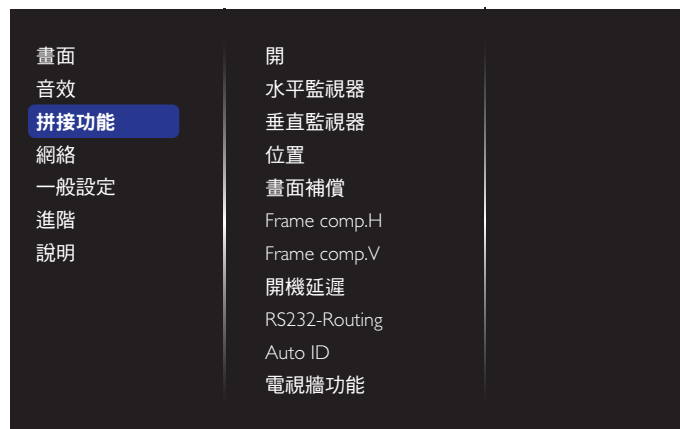 畫面
音效
拼接功能
網絡
一般設定
進階
說明
開
水平監視器
垂直監視器
位置
畫面補償
Frame comp.H
Frame comp.V
開機延遲
RS232-Routing
Auto ID
電視牆功能